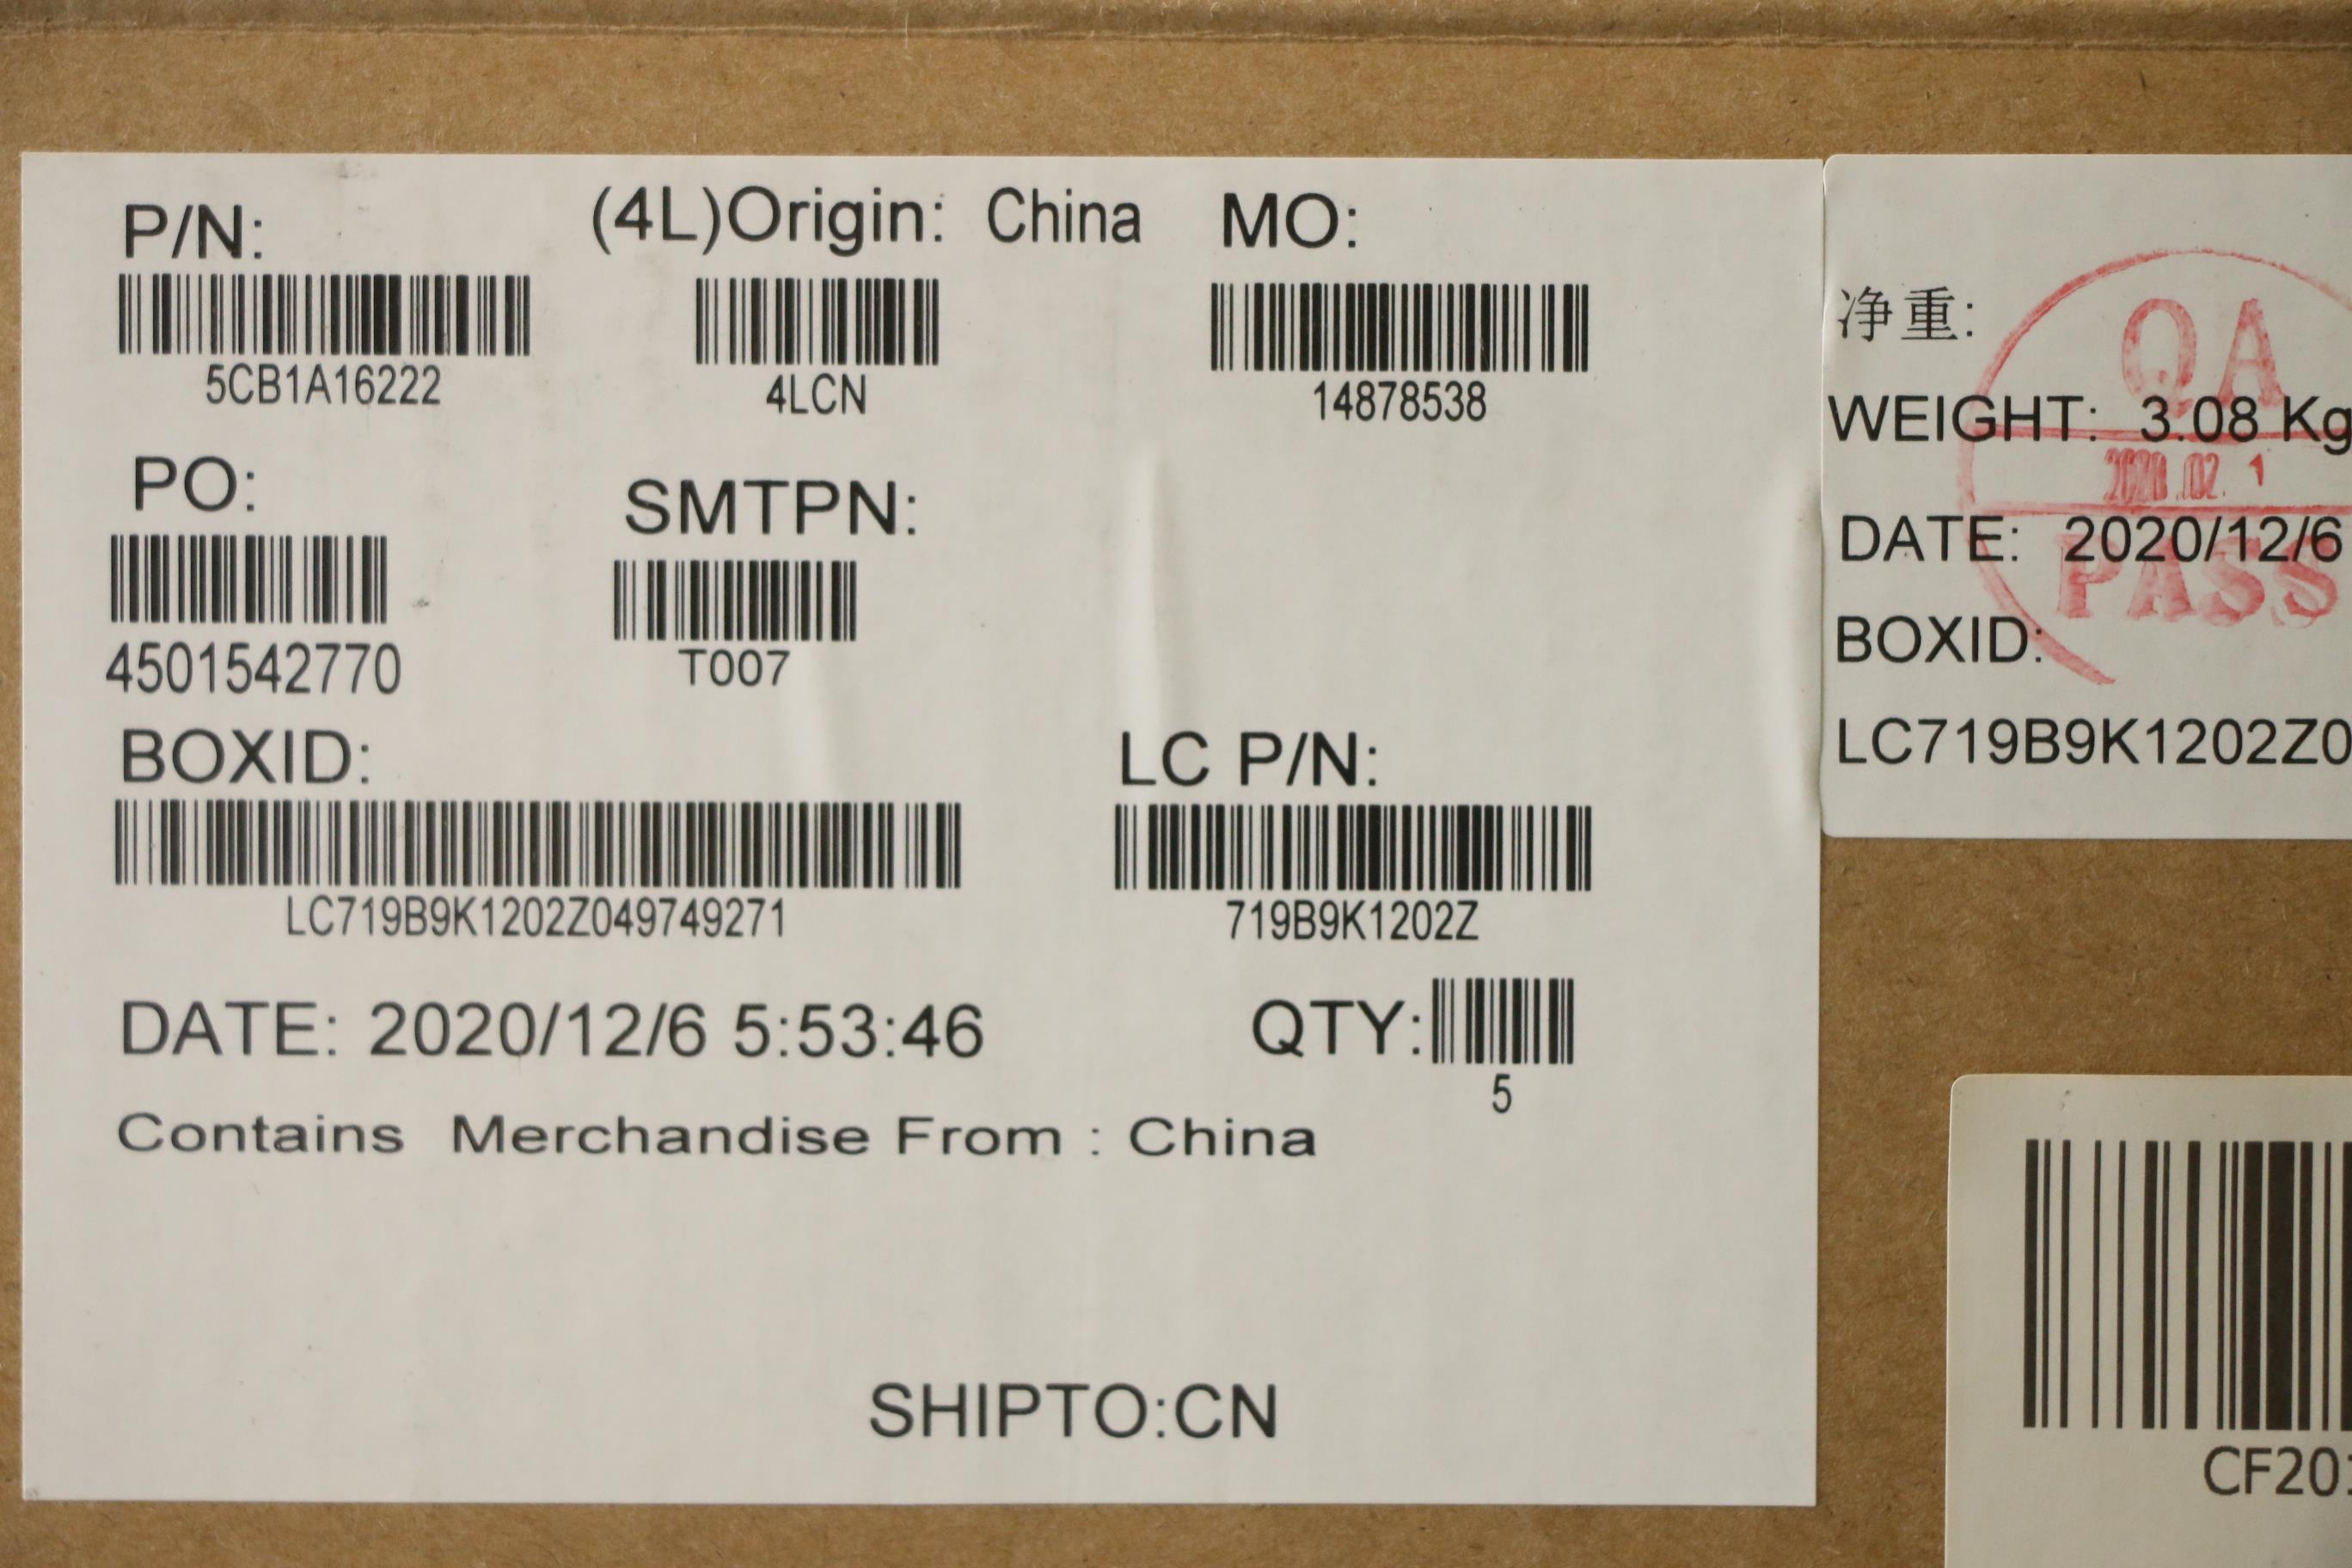 P/N:
(4L)Origin: China
MO:
5CB1A16222
4LCN
14878538
PO:
SMTPN:
4501542770
T007
BOXID:
LC P/N:
LC719B9K1202Z049749271
719B9K1202Z
DATE: 2020/12/6 5:53:46
QTY:
5
Contains Merchandise From : China
SHIPTO:CN
净重:
QA
WEIGHT: 3.08 Kg
DATE: 2020/12/6
PASS
BOXID:
LC719B9K1202Z0
CF20